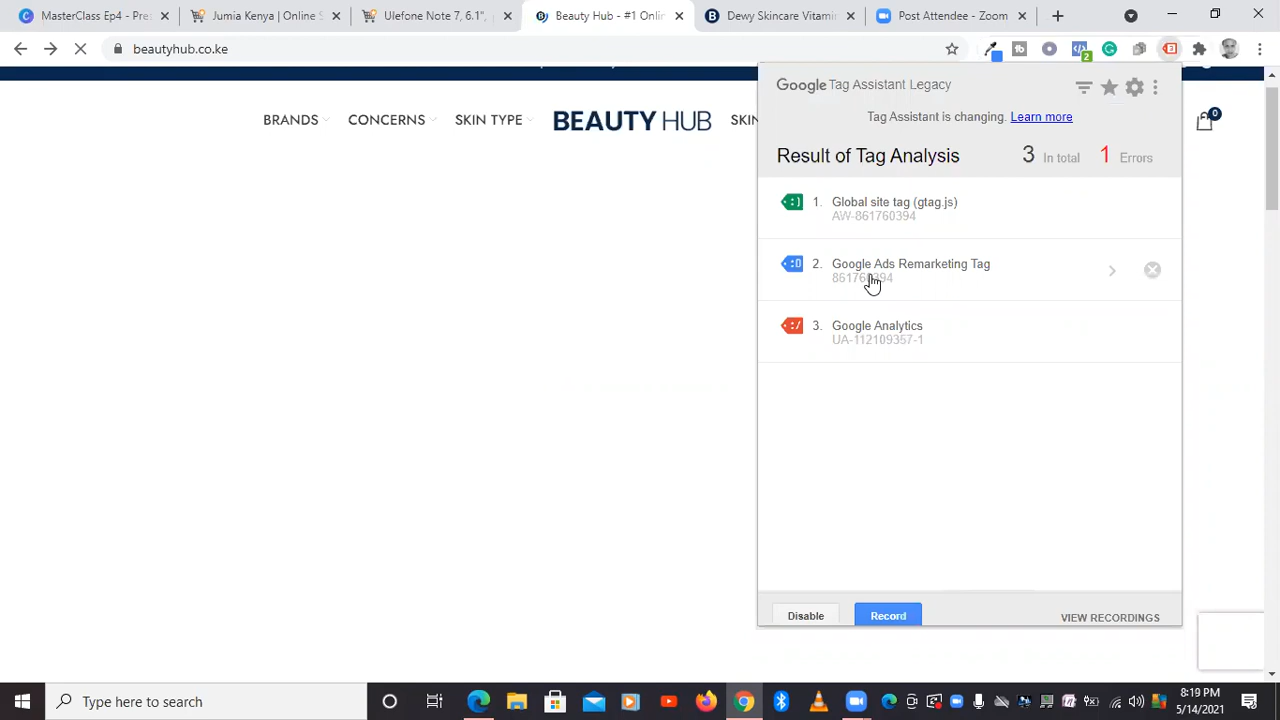 MasterClass Ep4 - Pre
Jumia Kenya | Online S
Ulefone Note 7, 6.1",
Beauty Hub - #1 Onli
Dewy Skincare Vitami
Post Attendee - Zoom
beautyhub.co.ke
2
BRANDS
CONCERNS
SKIN TYPE
BEAUTY HUB
SKIN
0
Google Tag Assistant Legacy
Tag Assistant is changing. Learn more
Result of Tag Analysis
3 In total
1 Errors
1. Global site tag (gtag.js)
AW-861760394
2. Google Ads Remarketing Tag
861760394
3. Google Analytics
UA-112109357-1
Disable
Record
VIEW RECORDINGS
Type here to search
8:19 PM
5/14/2021